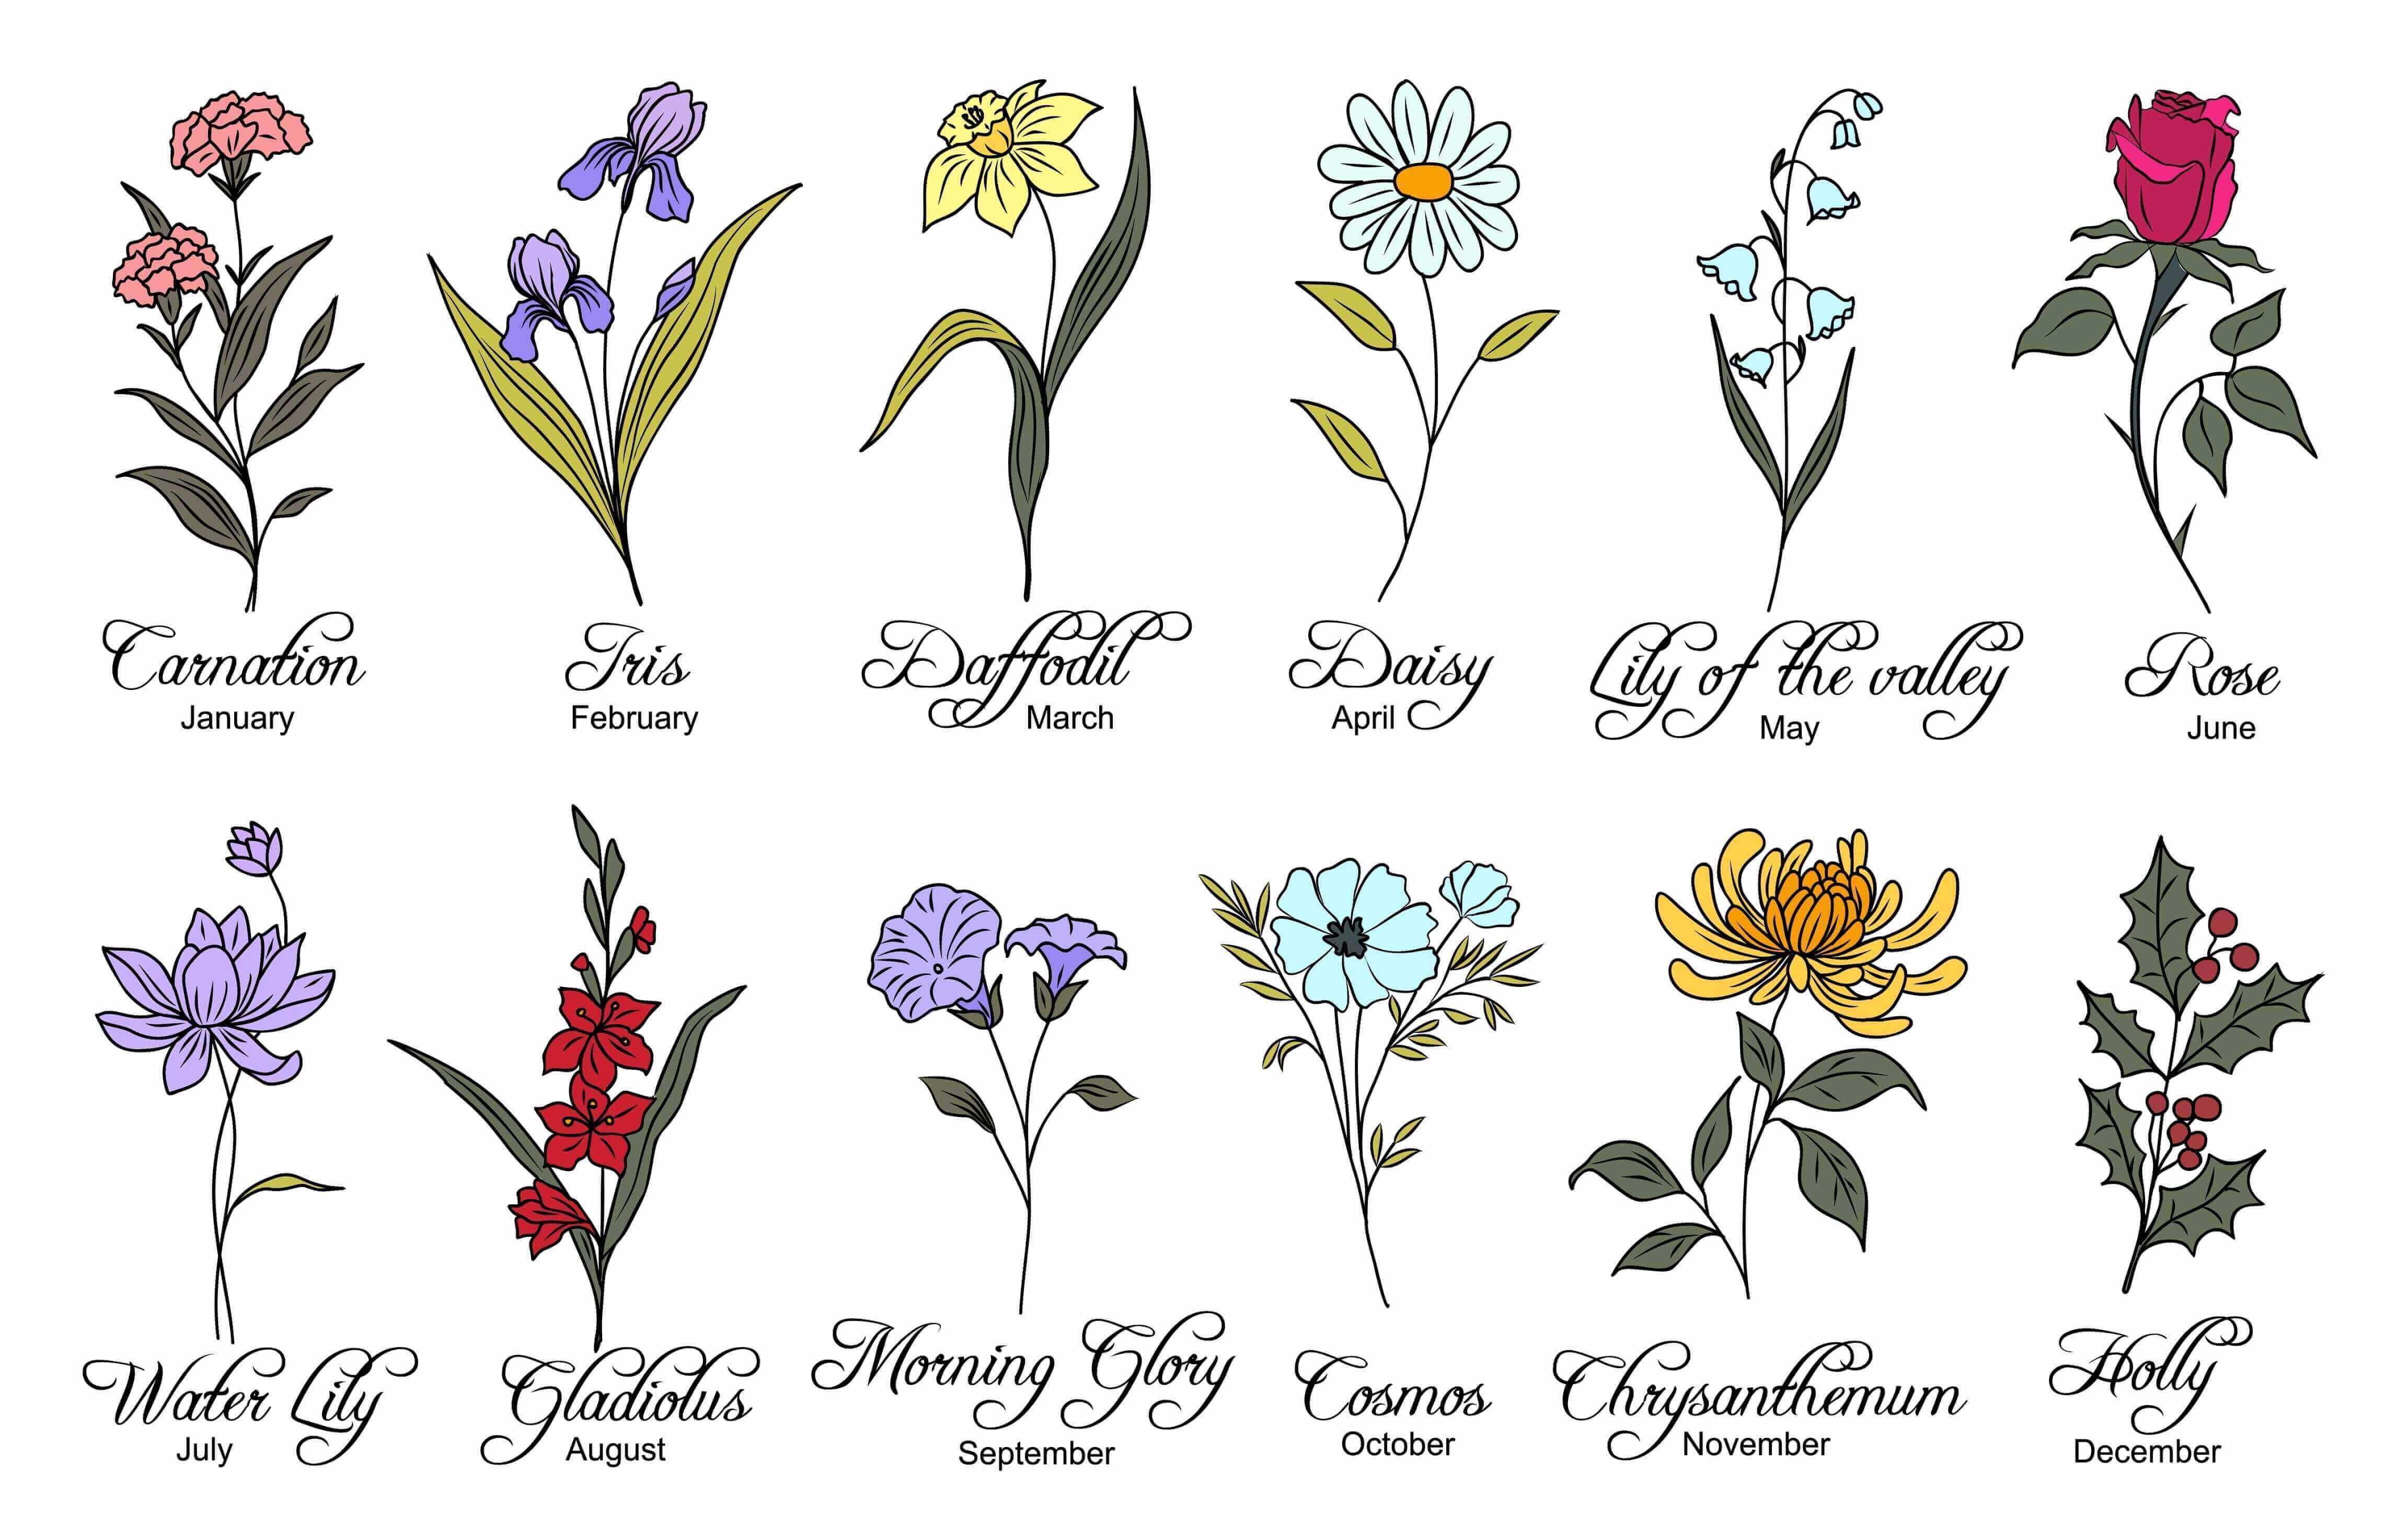 Carnation
January
Iris
February
Daffodil
March
Daisy
April
Lily of the valley
May
Rose
June
Water Lily
July
Gladiolus
August
Morning Glory
September
Cosmos
October
Chrysanthemum
November
Holly
December